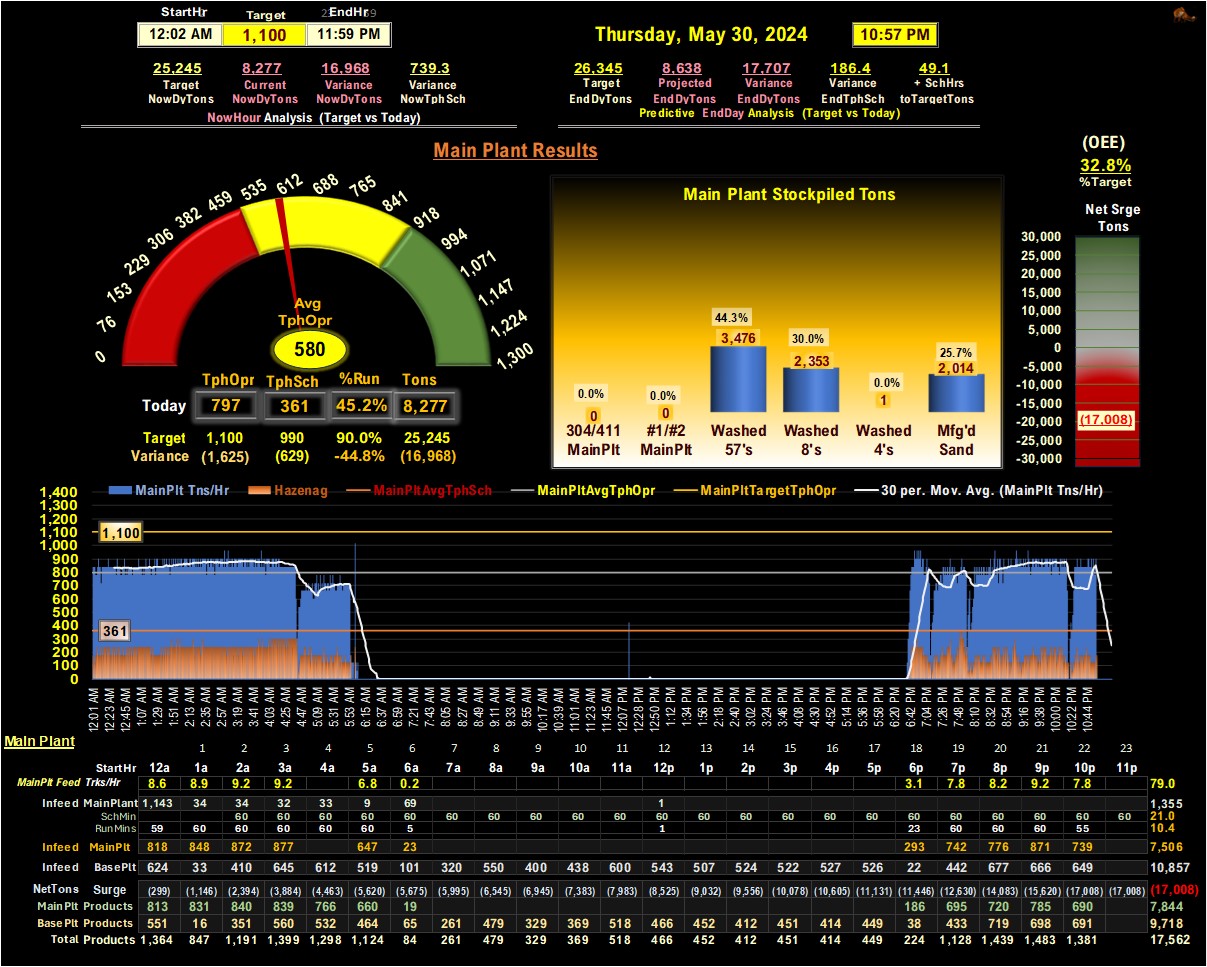 StartHr Target EndHr
12:02 AM 1,100 11:59 PM
Thursday, May 30, 2024 10:57 PM
25,245 8,277 16,968 739.3
Target Current Variance Variance
NowDyTons NowDyTons NowDyTons NowTphSch
NowHour Analysis (Target vs Today)
26,345 8,638 17,707 186.4 49.1
Target Projected Variance Variance + SchHrs
EndDyTons EndDyTons EndDyTons EndTphSch toTargetTons
Predictive EndDay Analysis (Target vs Today)
Main Plant Results
(OEE)
32.8%
%Target
0 76 153 229 306 382 459 535 612 688 765 841 918 994 1,071 1,147 1,224 1,300
Avg
TphOpr
580
TphOpr TphSch %Run Tons
Today 797 361 45.2% 8,277
Target 1,100 990 90.0% 25,245
Variance (1,625) (629) -44.8% (16,968)
Main Plant Stockpiled Tons
0.0% 0.0% 44.3% 30.0% 0.0% 25.7%
0 0 3,476 2,353 1 2,014
304/411 #1/#2 Washed Washed Washed Mfg'd
MainPlt MainPlt 57's 8's 4's Sand
Net Srge
Tons
30,000
25,000
20,000
15,000
10,000
5,000
0
-5,000
-10,000
-15,000
-20,000
-25,000
-30,000
(17,008)
MainPlt Tns/Hr Hazenag MainPltAvgTphSch MainPltAvgTphOpr MainPltTargetTphOpr 30 per. Mov. Avg. (MainPlt Tns/Hr)
1,400
1,300
1,200
1,100
1,000
900
800
700
600
500
400
300
200
100
0
1,100
361
12:01 AM 12:23 AM 12:45 AM 1:07 AM 1:29 AM 1:51 AM 2:13 AM 2:35 AM 2:57 AM 3:19 AM 3:41 AM 4:03 AM 4:25 AM 4:47 AM 5:09 AM 5:31 AM 5:53 AM 6:15 AM 6:37 AM 6:59 AM 7:21 AM 7:43 AM 8:05 AM 8:27 AM 8:49 AM 9:11 AM 9:33 AM 9:55 AM 10:17 AM 10:39 AM 11:01 AM 11:23 AM 11:45 AM 12:07 PM 12:28 PM 12:50 PM 1:12 PM 1:34 PM 1:56 PM 2:18 PM 2:40 PM 3:02 PM 3:24 PM 3:46 PM 4:08 PM 4:30 PM 4:52 PM 5:14 PM 5:36 PM 5:58 PM 6:20 PM 6:42 PM 7:04 PM 7:26 PM 7:48 PM 8:10 PM 8:32 PM 8:54 PM 9:16 PM 9:38 PM 10:00 PM 10:22 PM 10:44 PM
Main Plant
1 2 3 4 5 6 7 8 9 10 11 12 13 14 15 16 17 18 19 20 21 22 23
StartHr 12a 1a 2a 3a 4a 5a 6a 7a 8a 9a 10a 11a 12p 1p 2p 3p 4p 5p 6p 7p 8p 9p 10p 11p
MainPlt Feed Trks/Hr 8.6 8.9 9.2 9.2 6.8 0.2 3.1 7.8 8.2 9.2 7.8 79.0
Infeed MainPlant 1,143 34 34 32 33 9 69 1 1,355
SchMin 60 60 60 60 60 60 60 60 60 60 60 60 60 60 60 60 60 60 60 60 60 60 21.0
RunMins 59 60 60 60 60 60 5 1 23 60 60 60 55 10.4
Infeed MainPlt 818 848 872 877 647 23 293 742 776 871 739 7,506
Infeed BasePlt 624 33 410 645 612 519 101 320 550 400 438 600 543 507 524 522 527 526 22 442 677 666 649 10,857
NetTons Surge (299) (1,146) (2,394) (3,884) (4,463) (5,620) (5,675) (5,995) (6,545) (6,945) (7,383) (7,983) (8,525) (9,032) (9,556) (10,078) (10,605) (11,131) (11,446) (12,630) (14,083) (15,620) (17,008) (17,008) (17,008)
MainPlt Products 813 831 840 839 766 660 19 186 695 720 785 690 7,844
BasePlt Products 551 16 351 560 532 464 65 261 479 329 369 518 466 452 412 451 414 449 38 433 719 698 691 9,718
Total Products 1,364 847 1,191 1,399 1,298 1,124 84 261 479 329 369 518 466 452 412 451 414 449 224 1,128 1,439 1,483 1,381 17,562